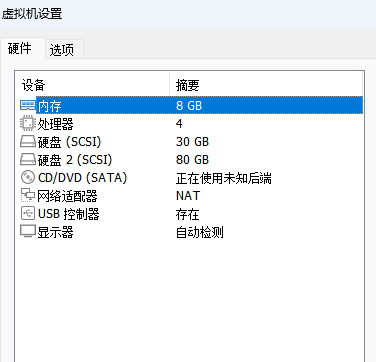 虚拟机设置
硬件 选项
设备 摘要
内存 8 GB
处理器 4
硬盘 (SCSI) 30 GB
硬盘 2 (SCSI) 80 GB
CD/DVD (SATA) 正在使用未知后端
网络适配器 NAT
USB 控制器 存在
显示器 自动检测